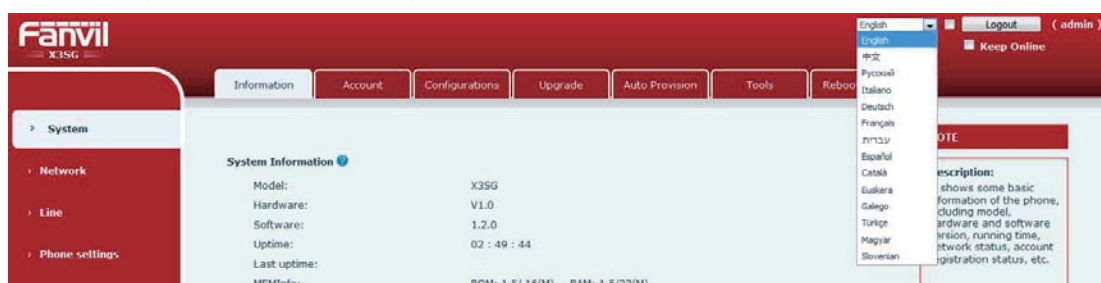 Fanvil
X3SG
English
Logout
( admin )
Keep Online
English
中文
Русский
Italiano
Deutsch
Français
עברית
Español
Català
Euskera
Galego
Türkçe
Magyar
Slovenian
Information
Account
Configurations
Upgrade
Auto Provision
Tools
Reboo
System
Network
Line
Phone settings
System Information
Model: X3SG
Hardware: V1.0
Software: 1.2.0
Uptime: 02 : 49 : 44
Last uptime:
OTE
escription:
shows some basic
formation of the phone,
cluding model,
ardware and software
ersion, running time,
etwork status, account
egistration status, etc.